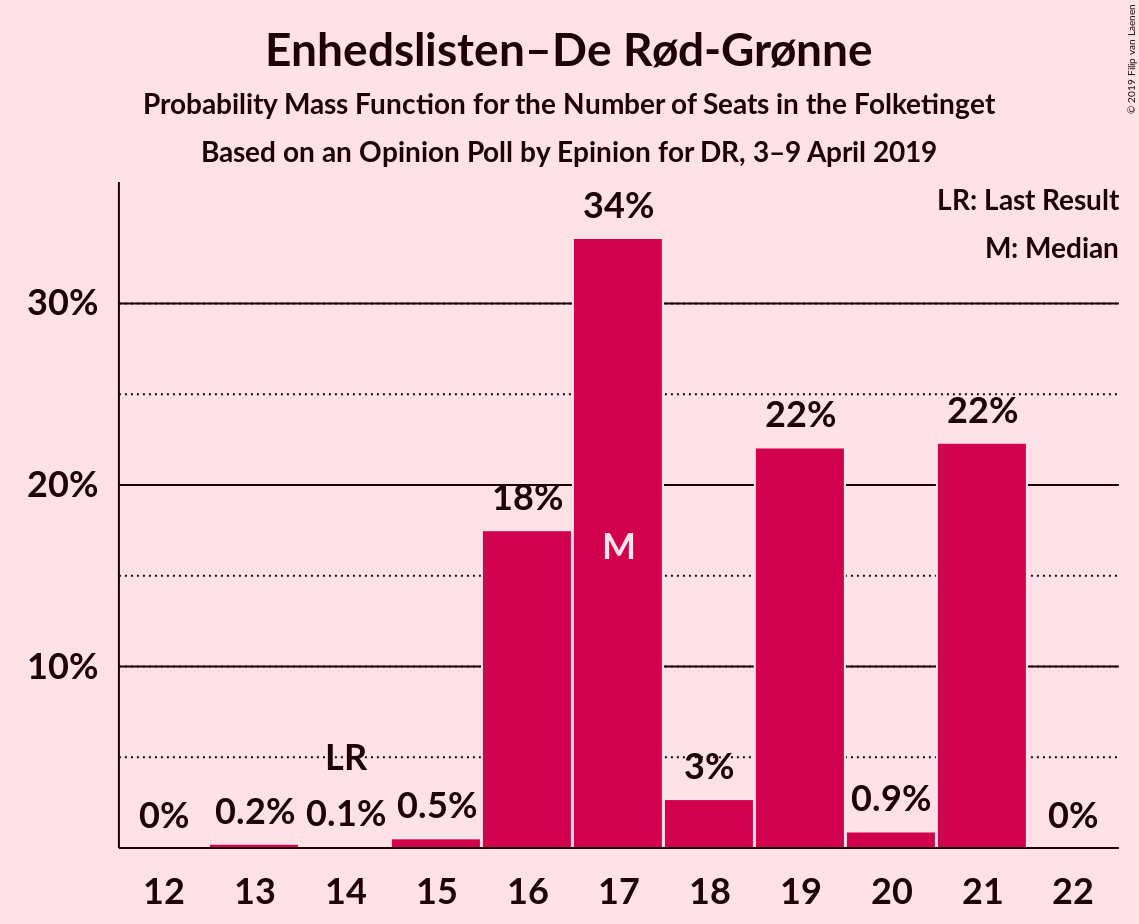 Enhedslisten–De Rød-Grønne
Probability Mass Function for the Number of Seats in the Folketinget
Based on an Opinion Poll by Epinion for DR, 3–9 April 2019
© 2019 Filip van Laenen
LR: Last Result
M: Median
34%
30%
22%
22%
20%
18%
M
10%
LR
3%
0%
0.2%
0.1%
0.5%
0.9%
0%
12 13 14 15 16 17 18 19 20 21 22